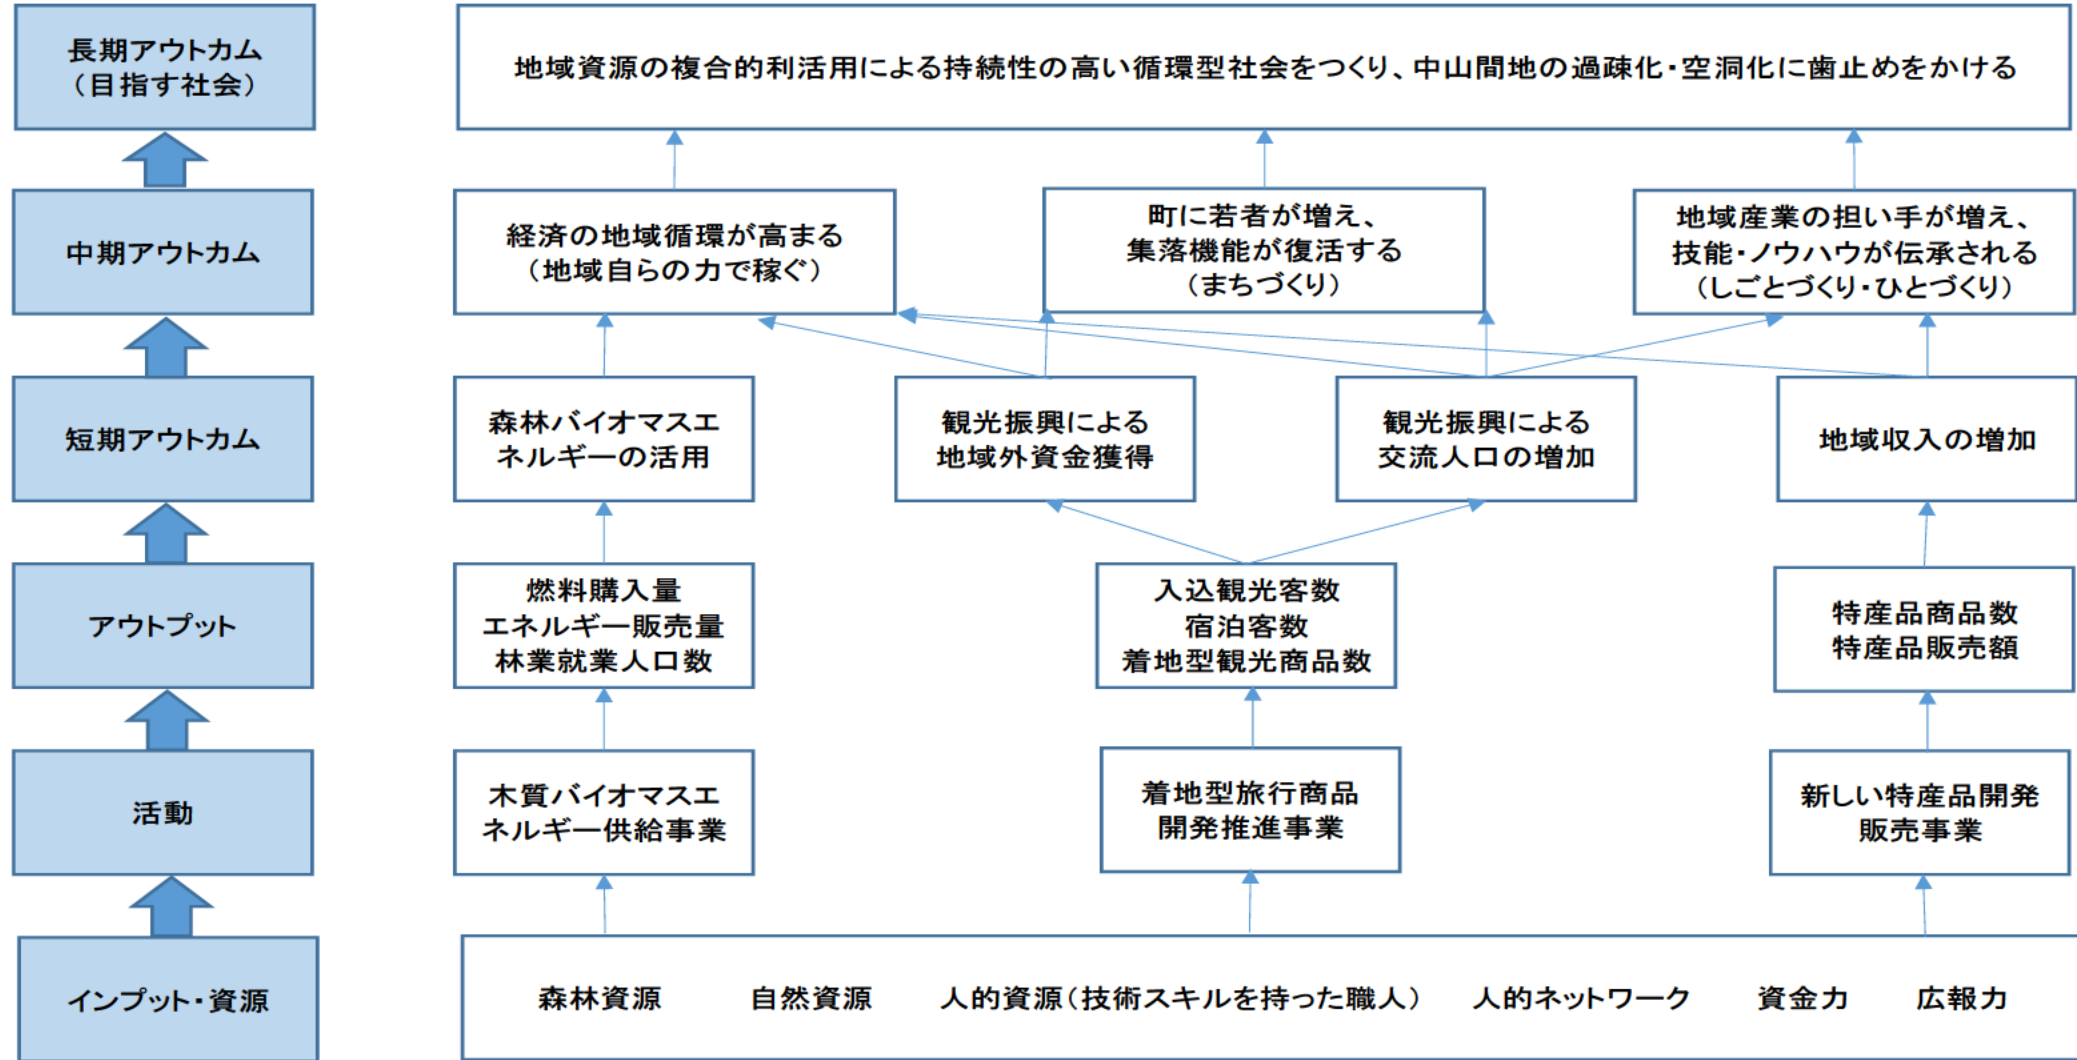 長期アウトカム
(目指す社会)
地域資源の複合的利活用による持続性の高い循環型社会をつくり、中山間地の過疎化・空洞化に歯止めをかける
中期アウトカム
経済の地域循環が高まる
(地域自らの力で稼ぐ)
町に若者が増え、
集落機能が復活する
(まちづくり)
地域産業の担い手が増え、
技能・ノウハウが伝承される
(しごとづくり・ひとづくり)
短期アウトカム
森林バイオマスエ
ネルギーの活用
観光振興による
地域外資金獲得
観光振興による
交流人口の増加
地域収入の増加
アウトプット
燃料購入量
エネルギー販売量
林業就業人口数
入込観光客数
宿泊客数
着地型観光商品数
特産品商品数
特産品販売額
活動
木質バイオマスエ
ネルギー供給事業
着地型旅行商品
開発推進事業
新しい特産品開発
販売事業
インプット・資源
森林資源 自然資源 人的資源(技術スキルを持った職人) 人的ネットワーク 資金力 広報力